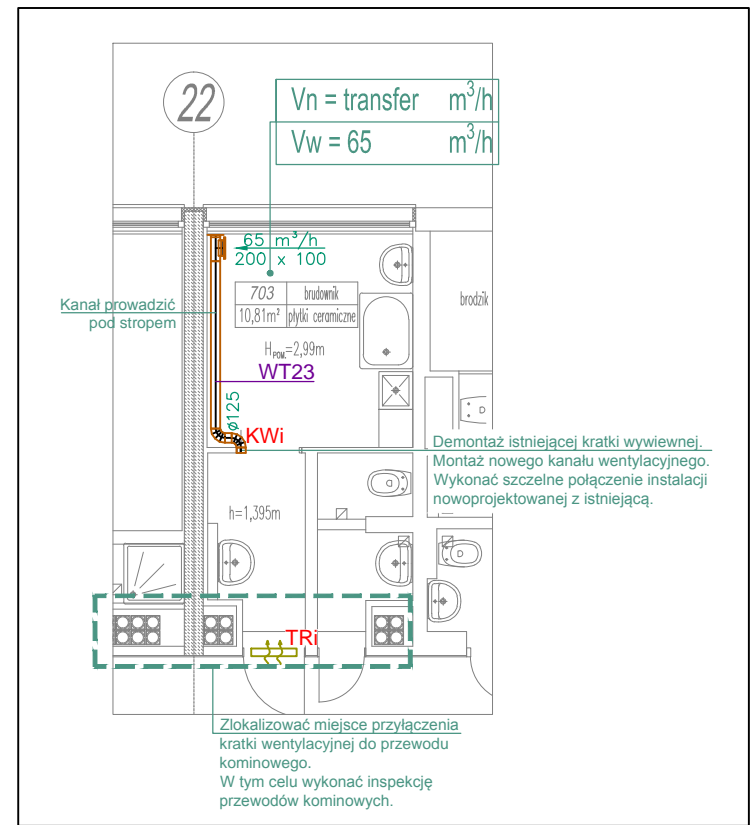 22
Vn = transfer m³/h
Vw = 65 m³/h
65 m³/h
200 x 100
703 brudownik
10,81m² płytki ceramiczne
brodzik
Kanał prowadzić
pod stropem
H POM.=2,99m
WT23
ø125
KWi
Demontaż istniejącej kratki wywiewnej.
Montaż nowego kanału wentylacyjnego.
Wykonać szczelne połączenie instalacji
nowoprojektowanej z istniejącą.
h=1,395m
TRi
Zlokalizować miejsce przyłączenia
kratki wentylacyjnej do przewodu
kominowego.
W tym celu wykonać inspekcję
przewodów kominowych.